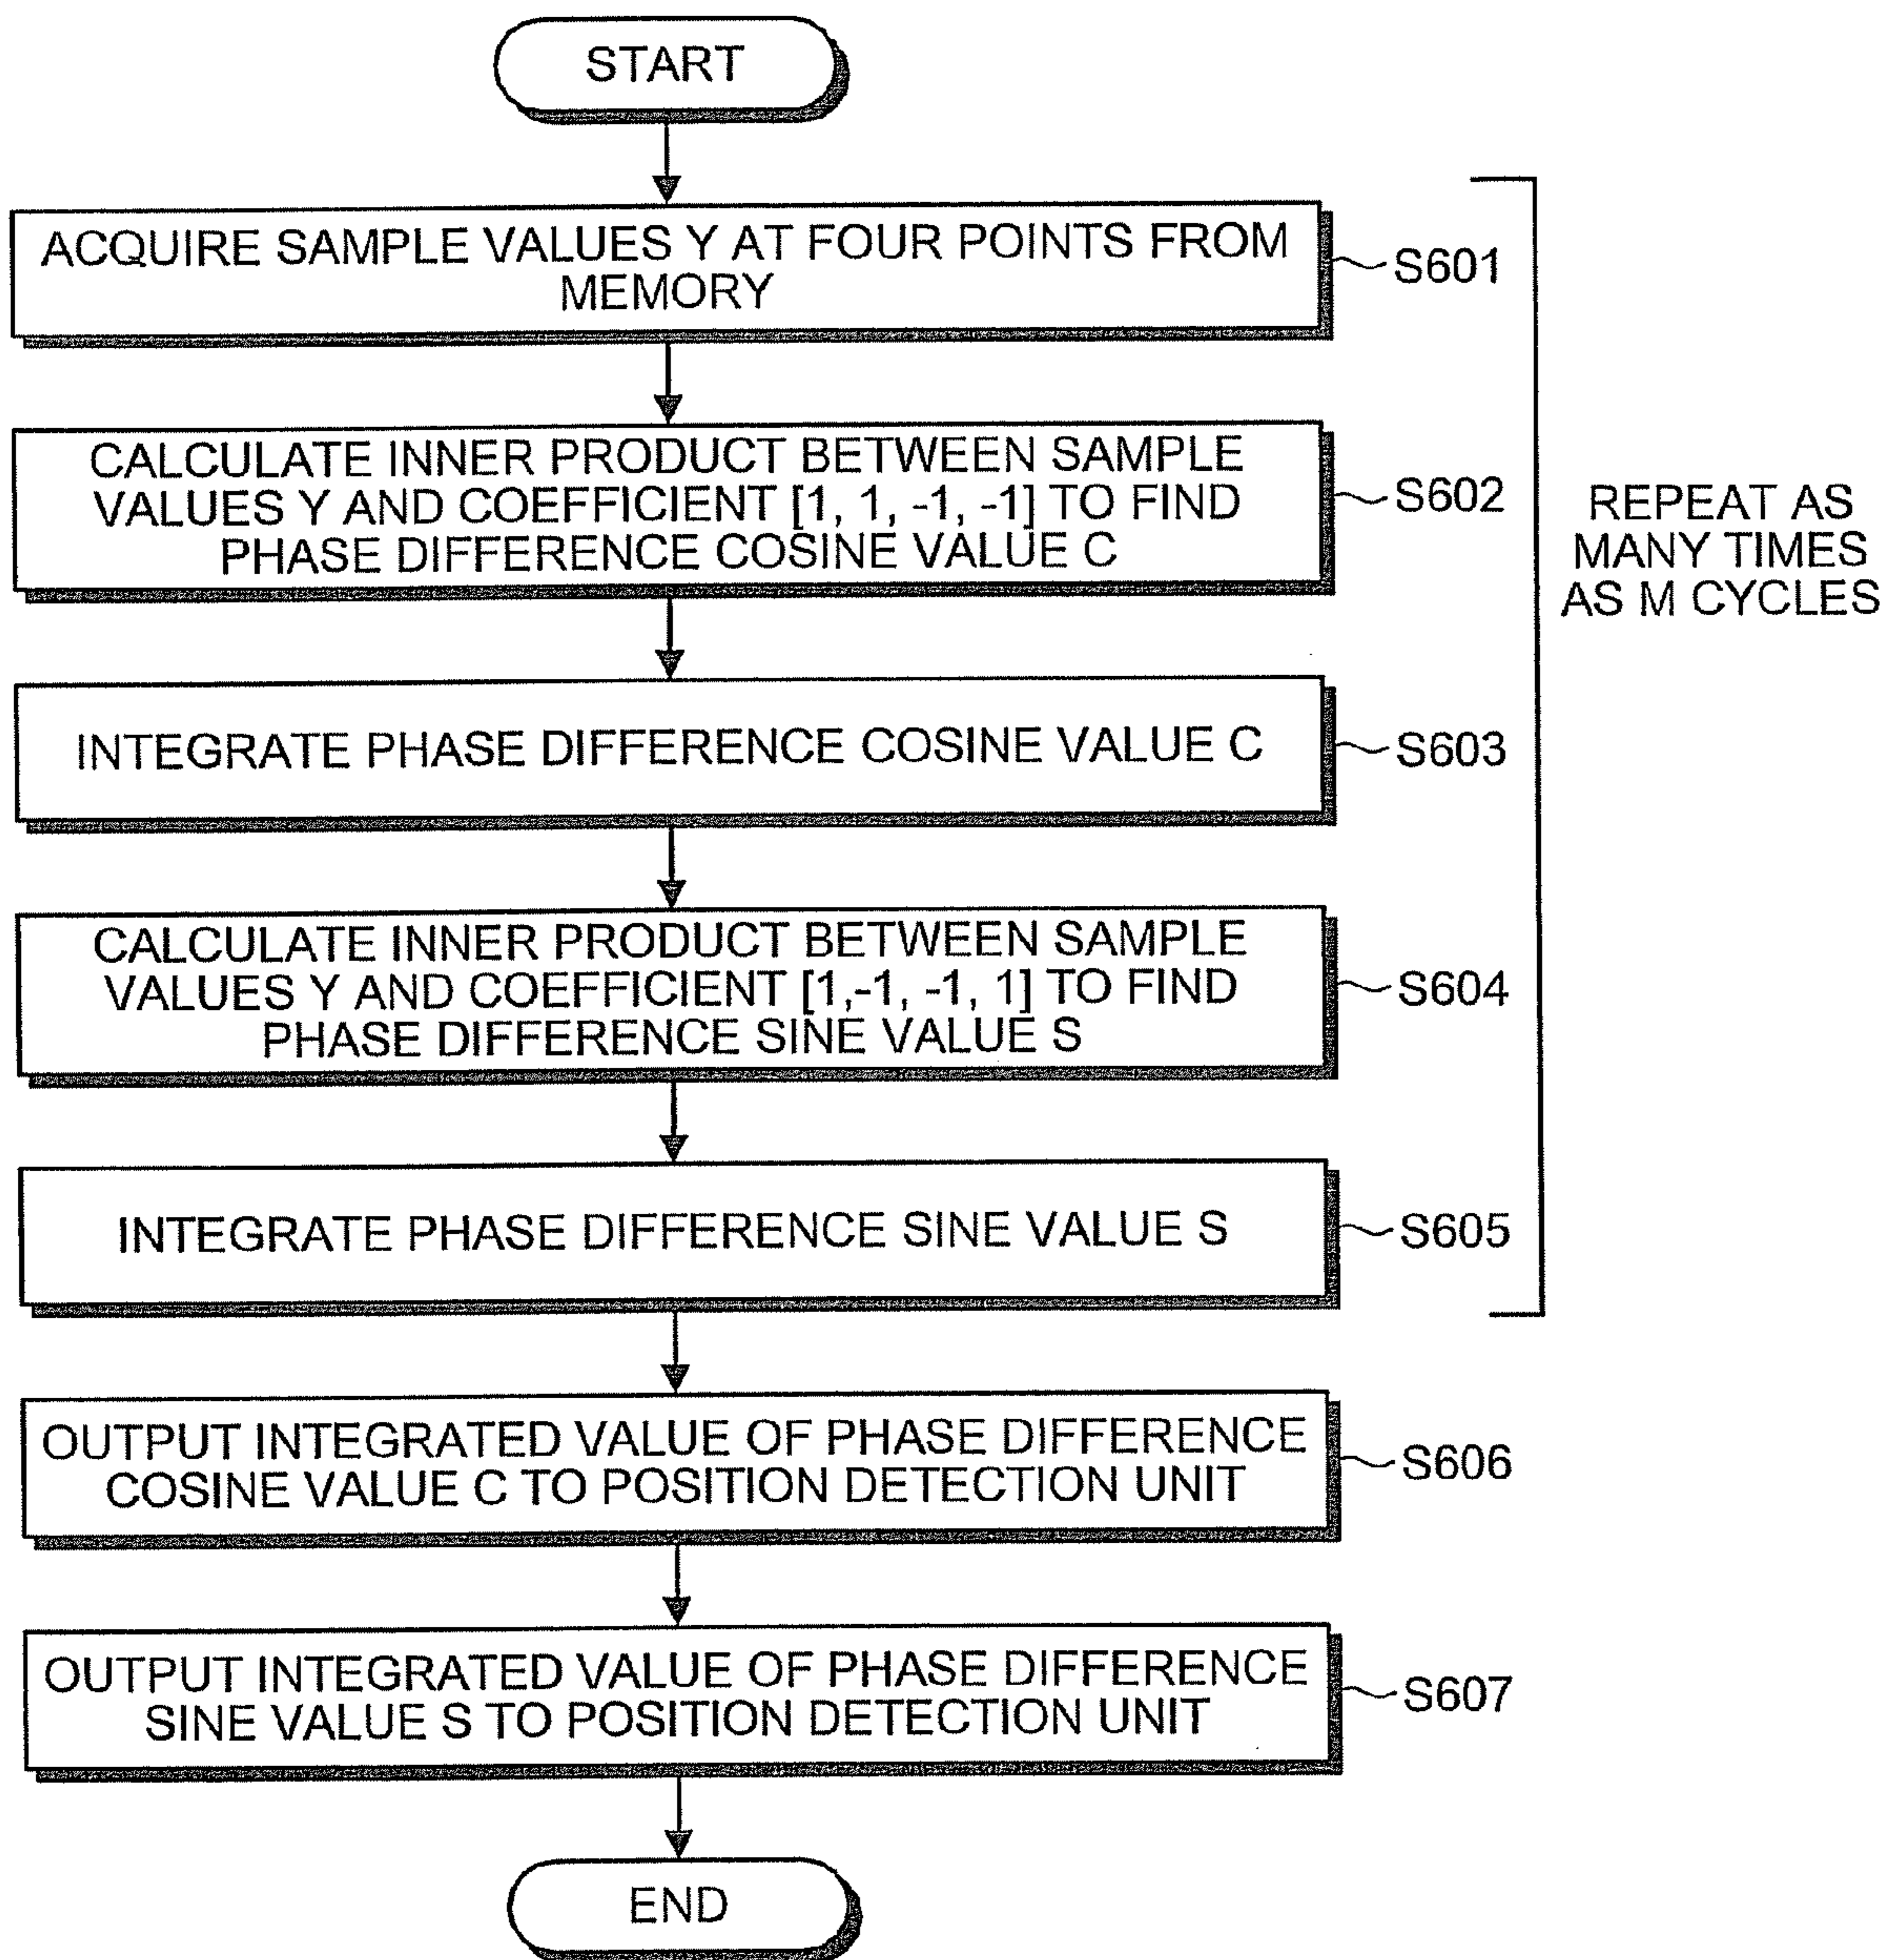 START
ACQUIRE SAMPLE VALUES Y AT FOUR POINTS FROM
MEMORY
S601
CALCULATE INNER PRODUCT BETWEEN SAMPLE
VALUES Y AND COEFFICIENT [1, 1, -1, -1] TO FIND
PHASE DIFFERENCE COSINE VALUE C
S602
REPEAT AS
MANY TIMES
AS M CYCLES
INTEGRATE PHASE DIFFERENCE COSINE VALUE C
S603
CALCULATE INNER PRODUCT BETWEEN SAMPLE
VALUES Y AND COEFFICIENT [1,-1, -1, 1] TO FIND
PHASE DIFFERENCE SINE VALUE S
S604
INTEGRATE PHASE DIFFERENCE SINE VALUE S
S605
OUTPUT INTEGRATED VALUE OF PHASE DIFFERENCE
COSINE VALUE C TO POSITION DETECTION UNIT
S606
OUTPUT INTEGRATED VALUE OF PHASE DIFFERENCE
SINE VALUE S TO POSITION DETECTION UNIT
S607
END